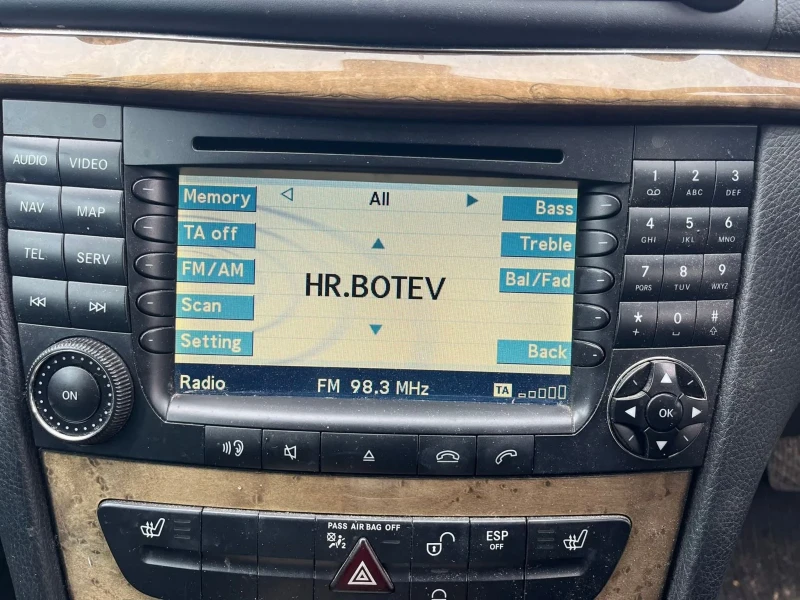 AUDIO VIDEO
NAV MAP
TEL SERV
ON
Memory All Bass
TA off Treble
FM/AM Bal/Fad
HR.BOTEV
Scan
Setting Back
Radio FM 98.3 MHz TA
1 2 ABC 3 DEF
4 GHI 5 JKL 6 MNO
7 PQRS 8 TUV 9 WXYZ
* 0 #
OK
PASS AIR BAG OFF
2
ESP
OFF